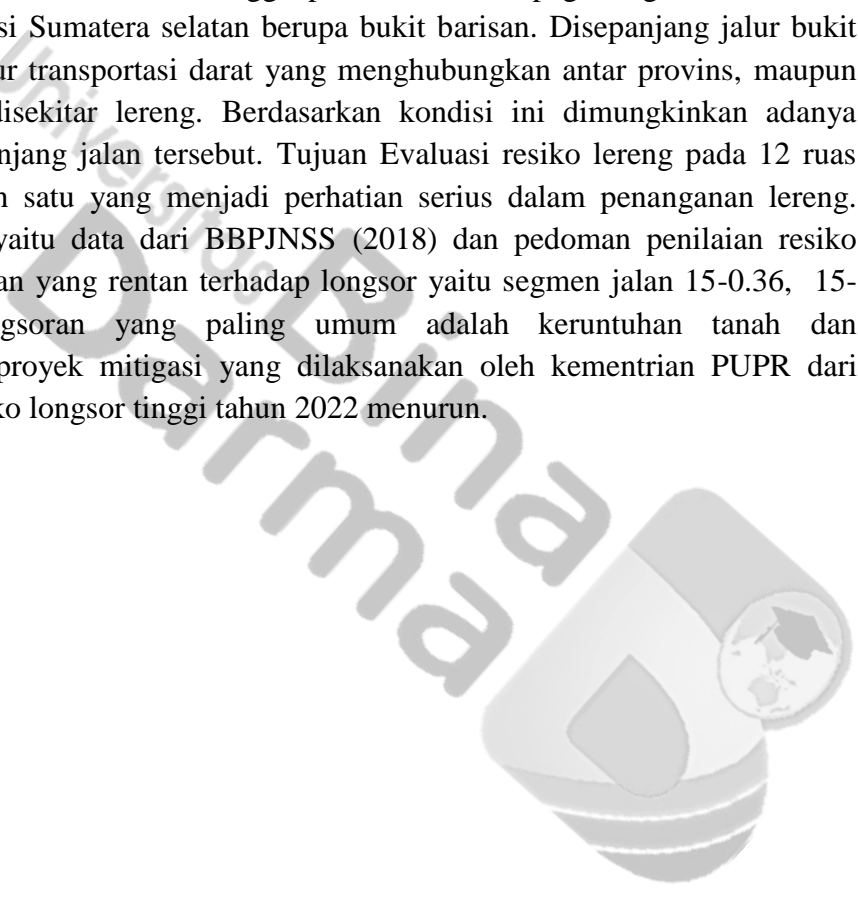 si Sumatera selatan berupa bukit barisan. Disepanjang jalur bukit
ur transportasi darat yang menghubungkan antar provins, maupun
disekitar lereng. Berdasarkan kondisi ini dimungkinkan adanya
njang jalan tersebut. Tujuan Evaluasi resiko lereng pada 12 ruas
n satu yang menjadi perhatian serius dalam penanganan lereng.
yaitu data dari BBPJNSS (2018) dan pedoman penilaian resiko
an yang rentan terhadap longsor yaitu segmen jalan 15-0.36, 15-
ngsoran yang paling umum adalah keruntuhan tanah dan
proyek mitigasi yang dilaksanakan oleh kementrian PUPR dari
ko longsor tinggi tahun 2022 menurun.
Universitas
Bina
Darma